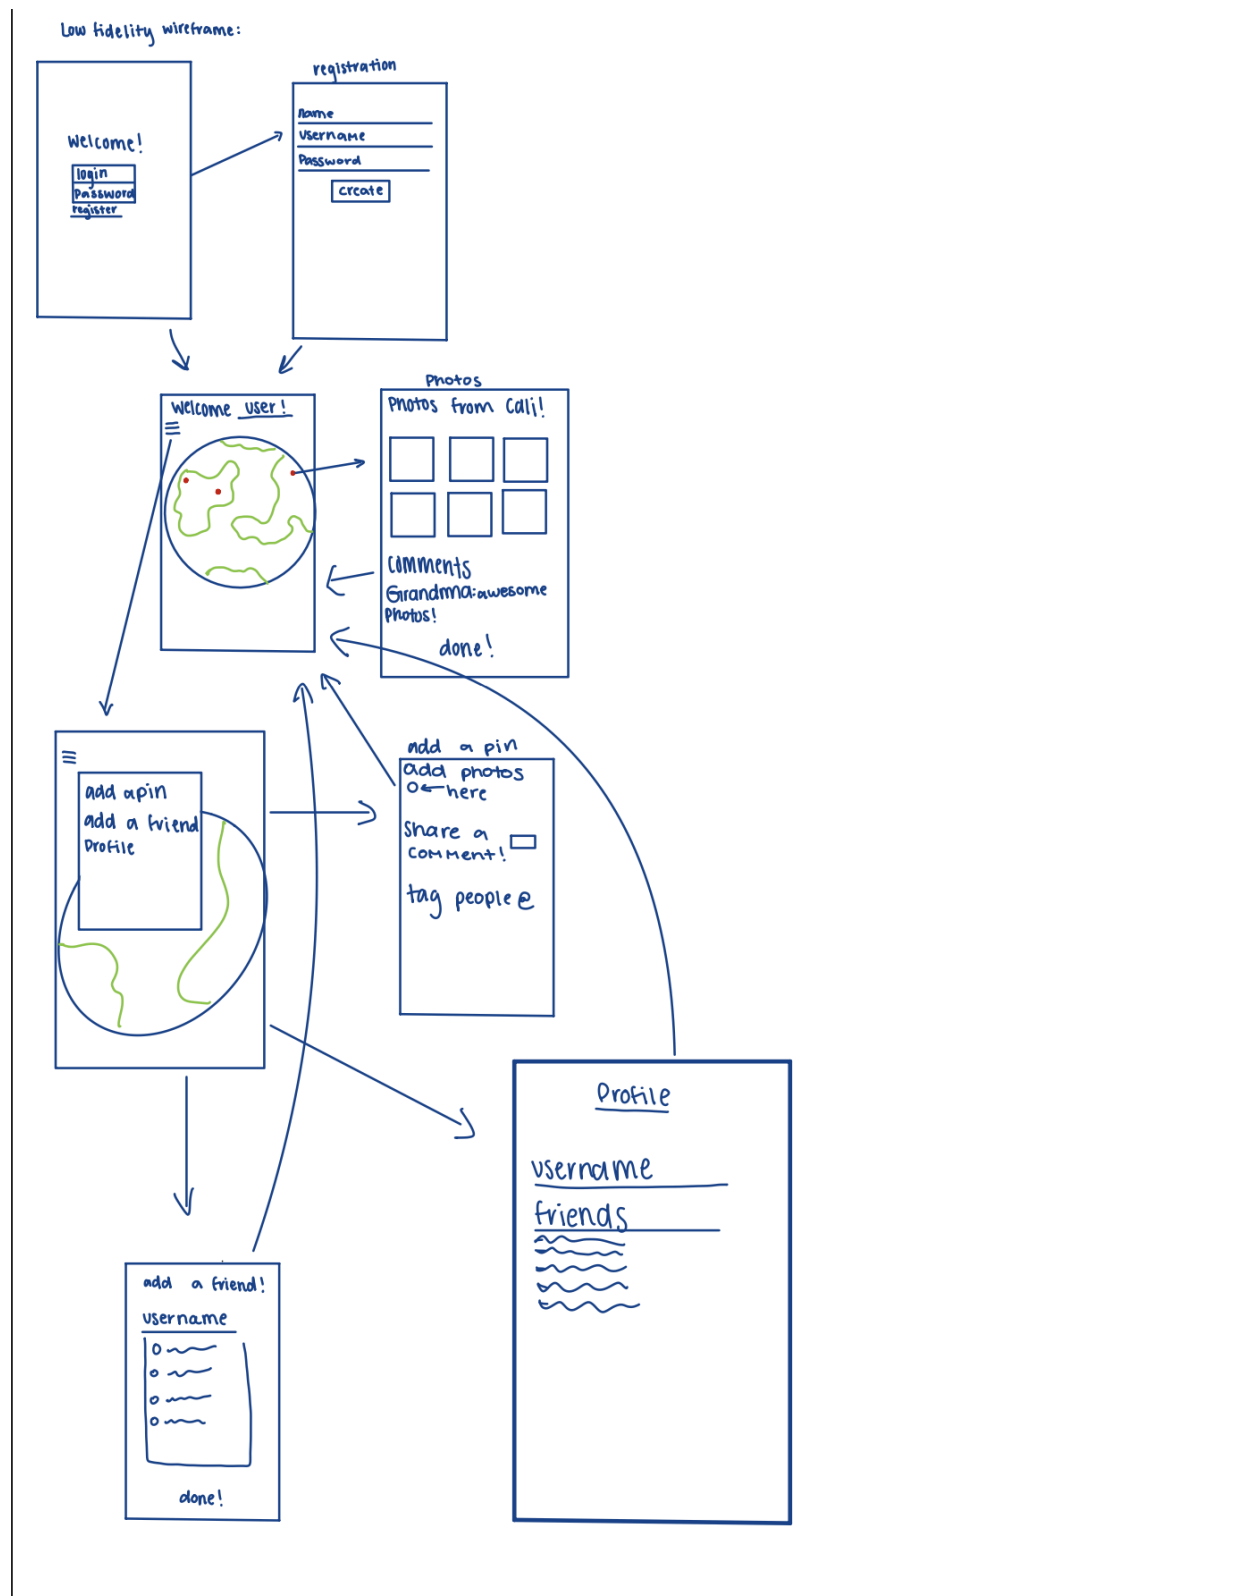 Low fidelity wireframe:
Welcome!
login
Password
register
registration
name
username
Password
create
Welcome user!
Photos
Photos from Cali!
Comments
Grandma: awesome
Photos!
done!
add a pin
add a friend
Profile
add a pin
add photos
here
share a
comment!
tag people @
Profile
username
friends
add a friend!
username
done!